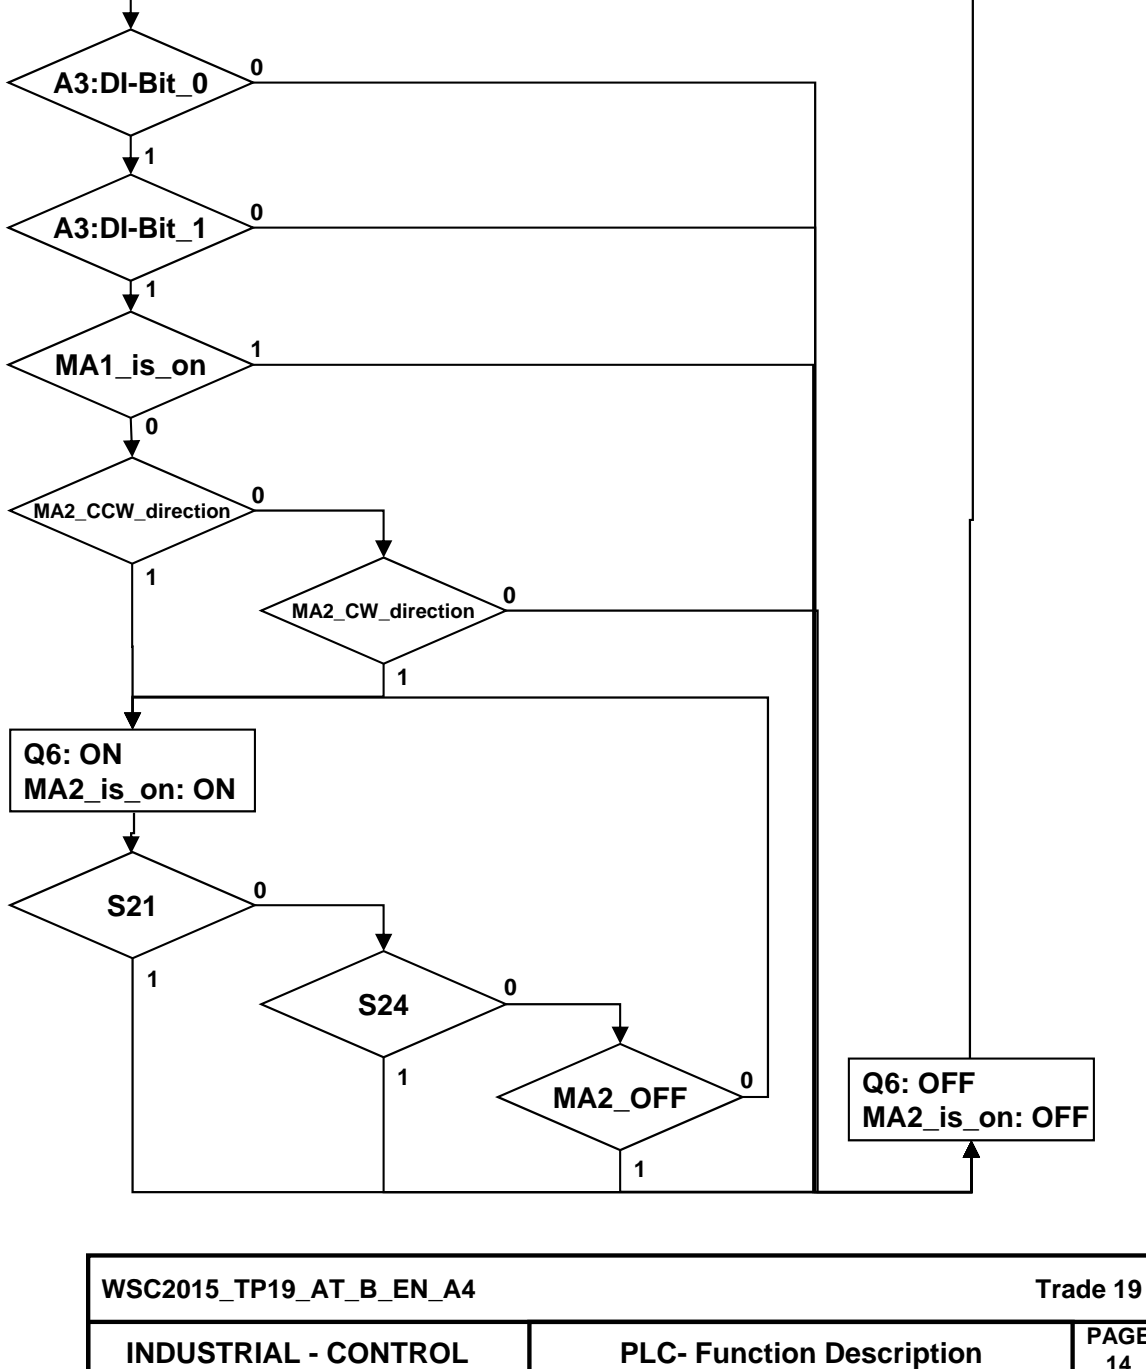 A3:DI-Bit_0
0
1
A3:DI-Bit_1
0
1
MA1_is_on
1
0
MA2_CCW_direction
0
1
MA2_CW_direction
0
1
Q6: ON
MA2_is_on: ON
S21
0
1
S24
0
1
MA2_OFF
0
1
Q6: OFF
MA2_is_on: OFF
WSC2015_TP19_AT_B_EN_A4
Trade 19
INDUSTRIAL - CONTROL
PLC- Function Description
PAGE
14